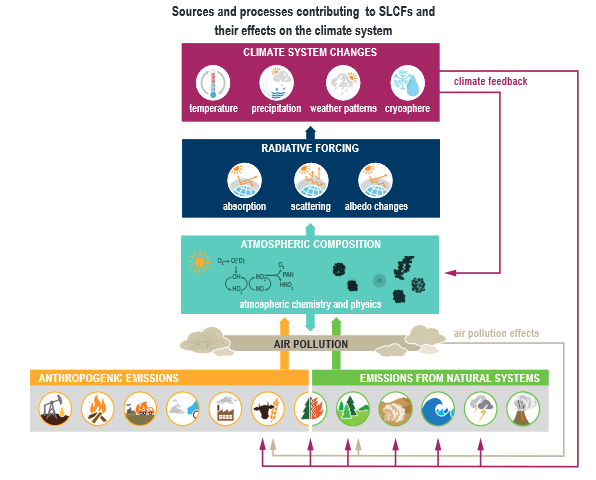 Sources and processes contributing to SLCFs and
their effects on the climate system
CLIMATE SYSTEM CHANGES
temperature
precipitation
weather patterns
cryosphere
climate feedback
RADIATIVE FORCING
absorption
scattering
albedo changes
ATMOSPHERIC COMPOSITION
O₃ O(¹D)
O₃
OH
NO₂
PAN
HO₂
NO
HNO₃
atmospheric chemistry and physics
AIR POLLUTION
air pollution effects
ANTHROPOGENIC EMISSIONS
EMISSIONS FROM NATURAL SYSTEMS